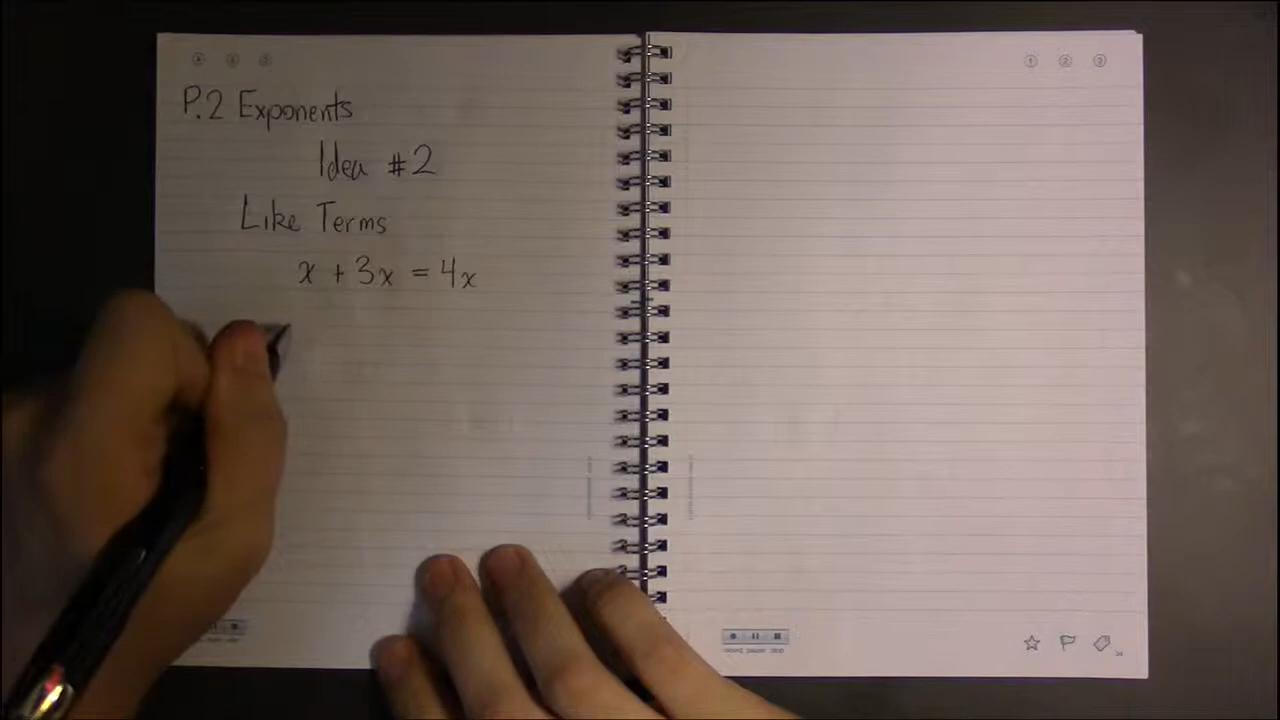 P.2 Exponents
Idea #2
Like Terms
x + 3x = 4x